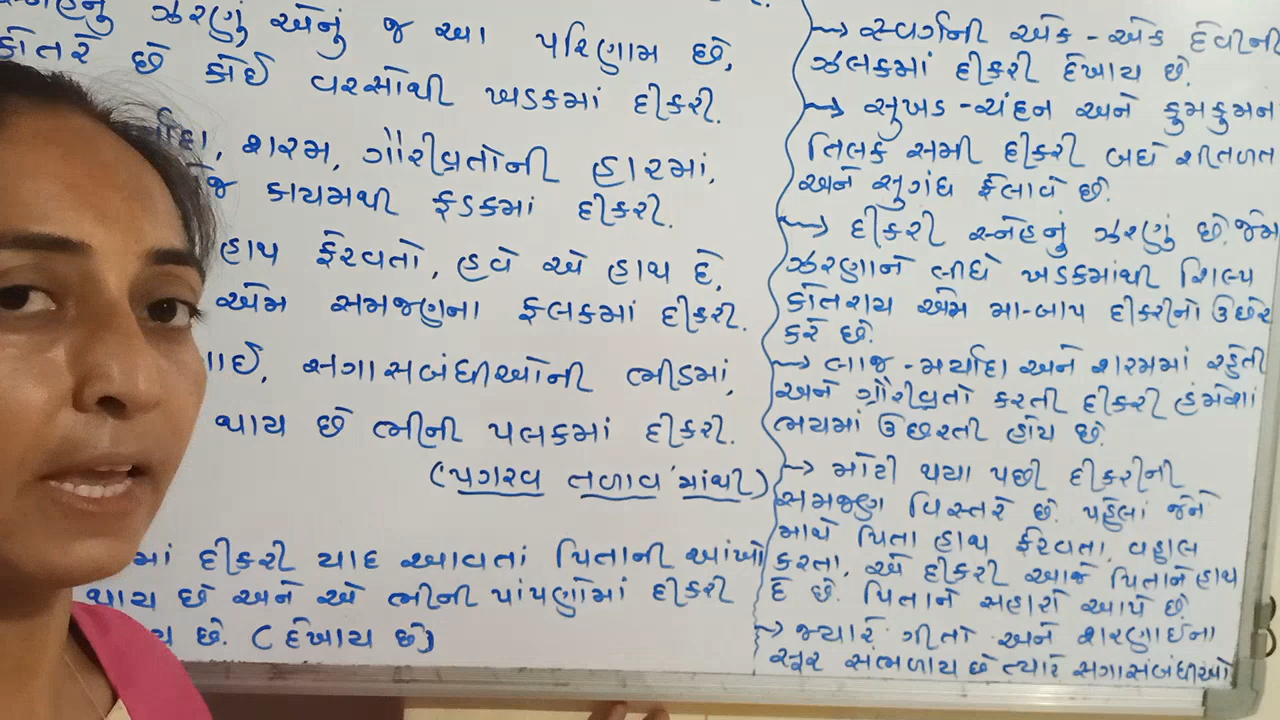 ઝરણું એનું જ આ પરિણામ છે,
કોતરે છે કોઈ વરસોથી ખડકમાં દીકરી.
શરમ, ગૌરીવ્રતોની હારમાં,
કાયમથી ફડકમાં દીકરી.
હાથ ફેરવતો, હવે એ હાથ દે,
એમ સમજણના ફલકમાં દીકરી.
સગાસબંધીઓની ભીડમાં,
થાય છે ભીની પલકમાં દીકરી.
(પગરવ તળાવ માંથી)
માં દીકરી યાદ આવતાં પિતાની આંખો
થાય છે અને એ ભીની પાંપણોમાં દીકરી
છે. (દેખાય છે)
→ સ્વર્ગની એક - એક દેવીની
ઝલકમાં દીકરી દેખાય છે.
→ સુખડ - ચંદન અને કુમકુમન
તિલક સમી દીકરી બધે શીતળત
અને સુગંધ ફેલાવે છે.
→ દીકરી સ્નેહનું ઝરણું છે. જેમ
ઝરણાને લીધે ખડકમાંથી શિલ્પ
કોતરાય એમ મા-બાપ દીકરીનો ઉછેર
કરે છે.
→ લાજ - મર્યાદા અને શરમમાં રહેતી
અને ગૌરીવ્રતો કરતી દીકરી હંમેશાં
ભયમાં ઉછરતી હોય છે.
→ મોટી થયા પછી દીકરીની
સમજણ વિસ્તરે છે. પહેલાં જેને
માથે પિતા હાથ ફેરવતા, વહાલ
કરતા, એ દીકરી આજે પિતાને હાથ
દે છે. પિતાને સહારો આપે છે.
→ જ્યારે ગીતો અને શરણાઈના
સૂર સંભળાય છે ત્યારે સગાસંબંધીઓ